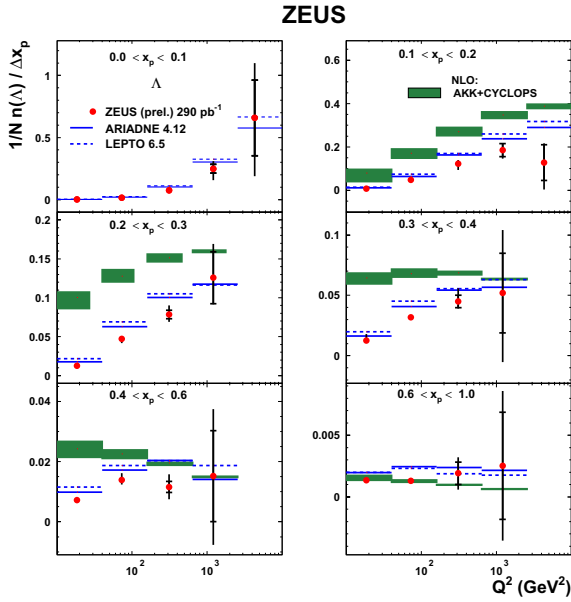 ZEUS
1/N n(Λ) / Δx_p
0.0 < x_p < 0.1
Λ
ZEUS (prel.) 290 pb⁻¹
ARIADNE 4.12
LEPTO 6.5
1
0.5
0
0.1 < x_p < 0.2
NLO:
AKK+CYCLOPS
0.6
0.4
0.2
0
0.2 < x_p < 0.3
0.2
0.15
0.1
0.05
0
0.3 < x_p < 0.4
0.1
0.05
0
0.4 < x_p < 0.6
0.04
0.02
0
10²
10³
0.6 < x_p < 1.0
0.005
0
10²
10³
Q² (GeV²)